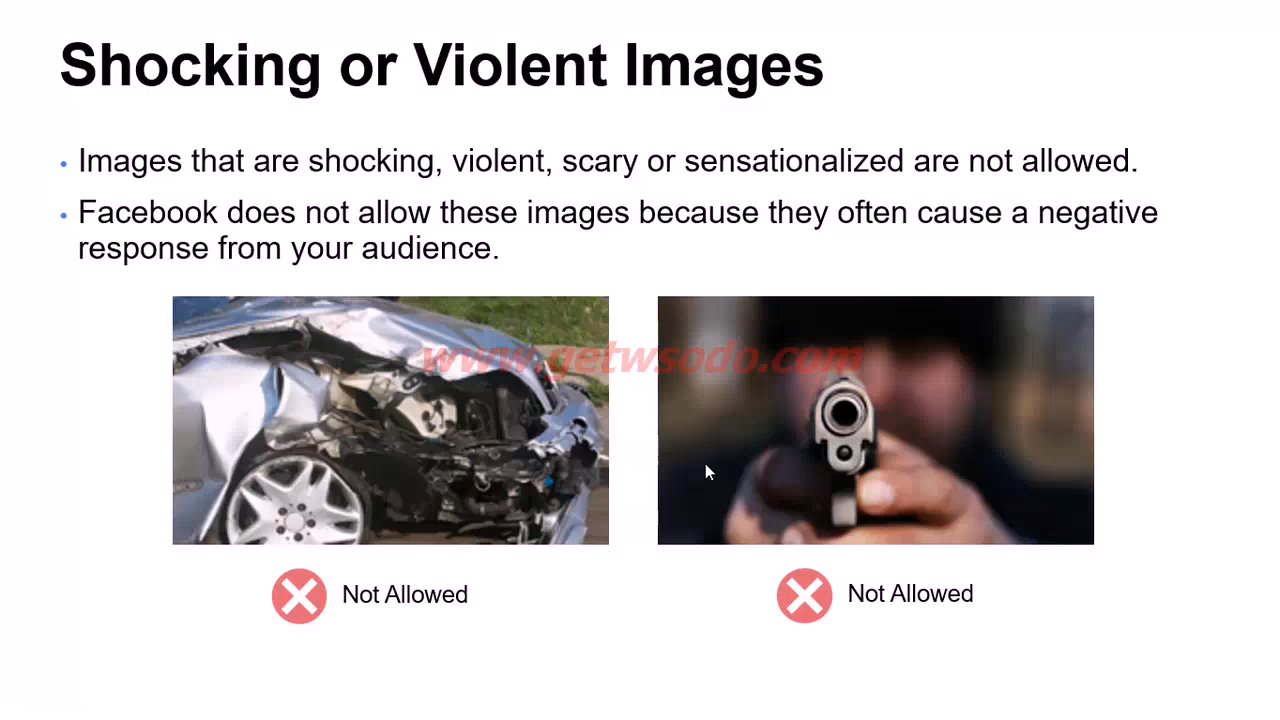 Shocking or Violent Images
• Images that are shocking, violent, scary or sensationalized are not allowed.
• Facebook does not allow these images because they often cause a negative
response from your audience.
www.getwsodo.com
Not Allowed
Not Allowed